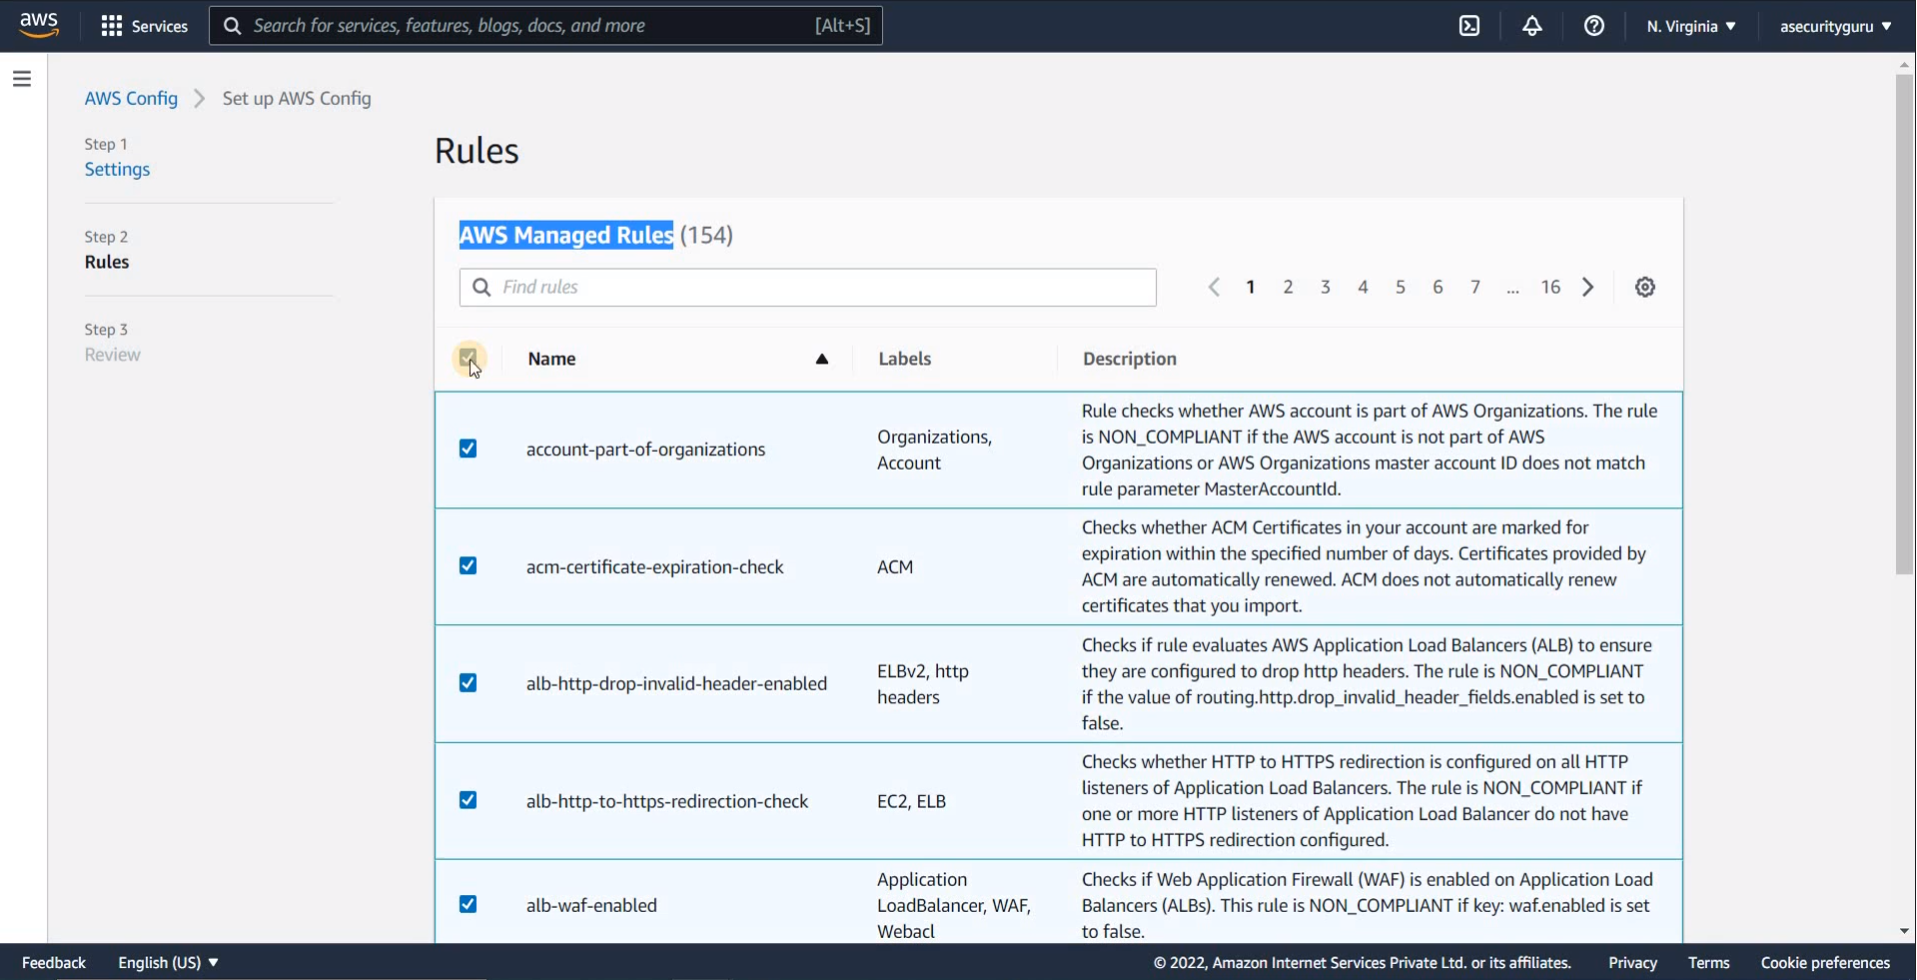 aws
Services
Search for services, features, blogs, docs, and more
[Alt+S]
N. Virginia
asecurityguru
AWS Config
Set up AWS Config
Step 1
Settings
Step 2
Rules
Step 3
Review
Rules
AWS Managed Rules (154)
Find rules
1 2 3 4 5 6 7 ... 16
Name
Labels
Description
account-part-of-organizations
Organizations,
Account
Rule checks whether AWS account is part of AWS Organizations. The rule
is NON_COMPLIANT if the AWS account is not part of AWS
Organizations or AWS Organizations master account ID does not match
rule parameter MasterAccountId.
acm-certificate-expiration-check
ACM
Checks whether ACM Certificates in your account are marked for
expiration within the specified number of days. Certificates provided by
ACM are automatically renewed. ACM does not automatically renew
certificates that you import.
alb-http-drop-invalid-header-enabled
ELBv2, http
headers
Checks if rule evaluates AWS Application Load Balancers (ALB) to ensure
they are configured to drop http headers. The rule is NON_COMPLIANT
if the value of routing.http.drop_invalid_header_fields.enabled is set to
false.
alb-http-to-https-redirection-check
EC2, ELB
Checks whether HTTP to HTTPS redirection is configured on all HTTP
listeners of Application Load Balancers. The rule is NON_COMPLIANT if
one or more HTTP listeners of Application Load Balancer do not have
HTTP to HTTPS redirection configured.
alb-waf-enabled
Application
LoadBalancer, WAF,
Webacl
Checks if Web Application Firewall (WAF) is enabled on Application Load
Balancers (ALBs). This rule is NON_COMPLIANT if key: waf.enabled is set
to false.
Feedback
English (US)
© 2022, Amazon Internet Services Private Ltd. or its affiliates.
Privacy
Terms
Cookie preferences